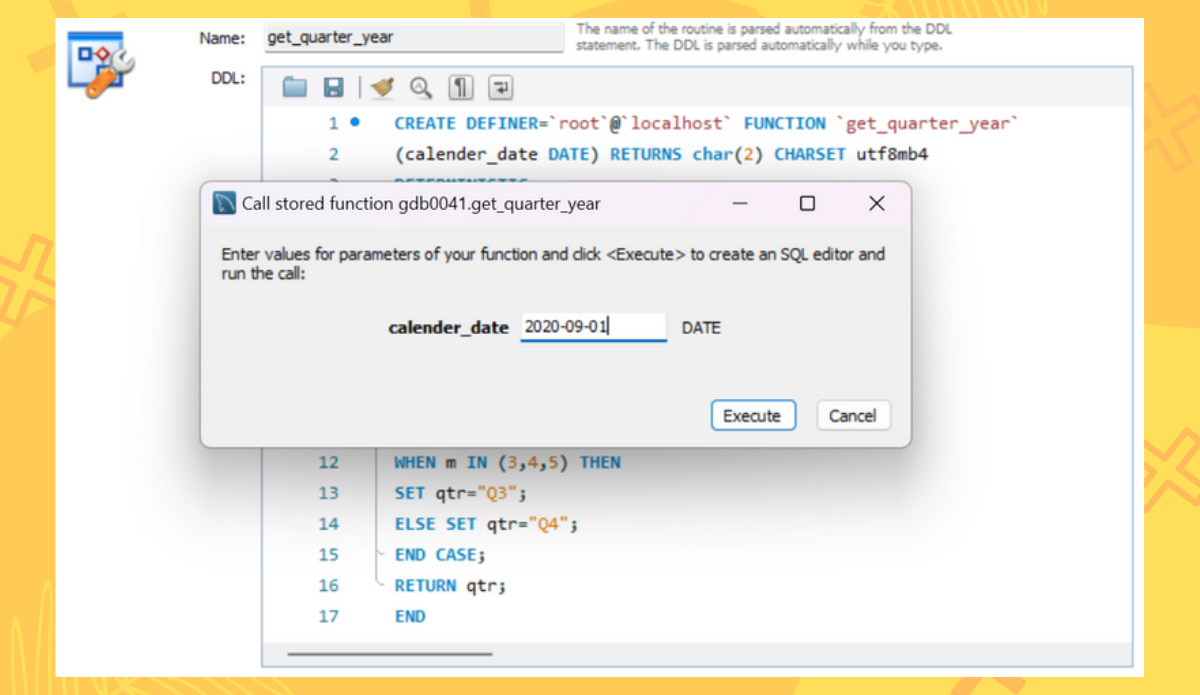 Name: get_quarter_year
The name of the routine is parsed automatically from the DDL
statement. The DDL is parsed automatically while you type.
DDL:
1 CREATE DEFINER=`root`@`localhost` FUNCTION `get_quarter_year`
2 (calender_date DATE) RETURNS char(2) CHARSET utf8mb4
Call stored function gdb0041.get_quarter_year
Enter values for parameters of your function and click <Execute> to create an SQL editor and
run the call:
calender_date 2020-09-01 DATE
Execute Cancel
12 WHEN m IN (3,4,5) THEN
13 SET qtr="Q3";
14 ELSE SET qtr="Q4";
15 END CASE;
16 RETURN qtr;
17 END